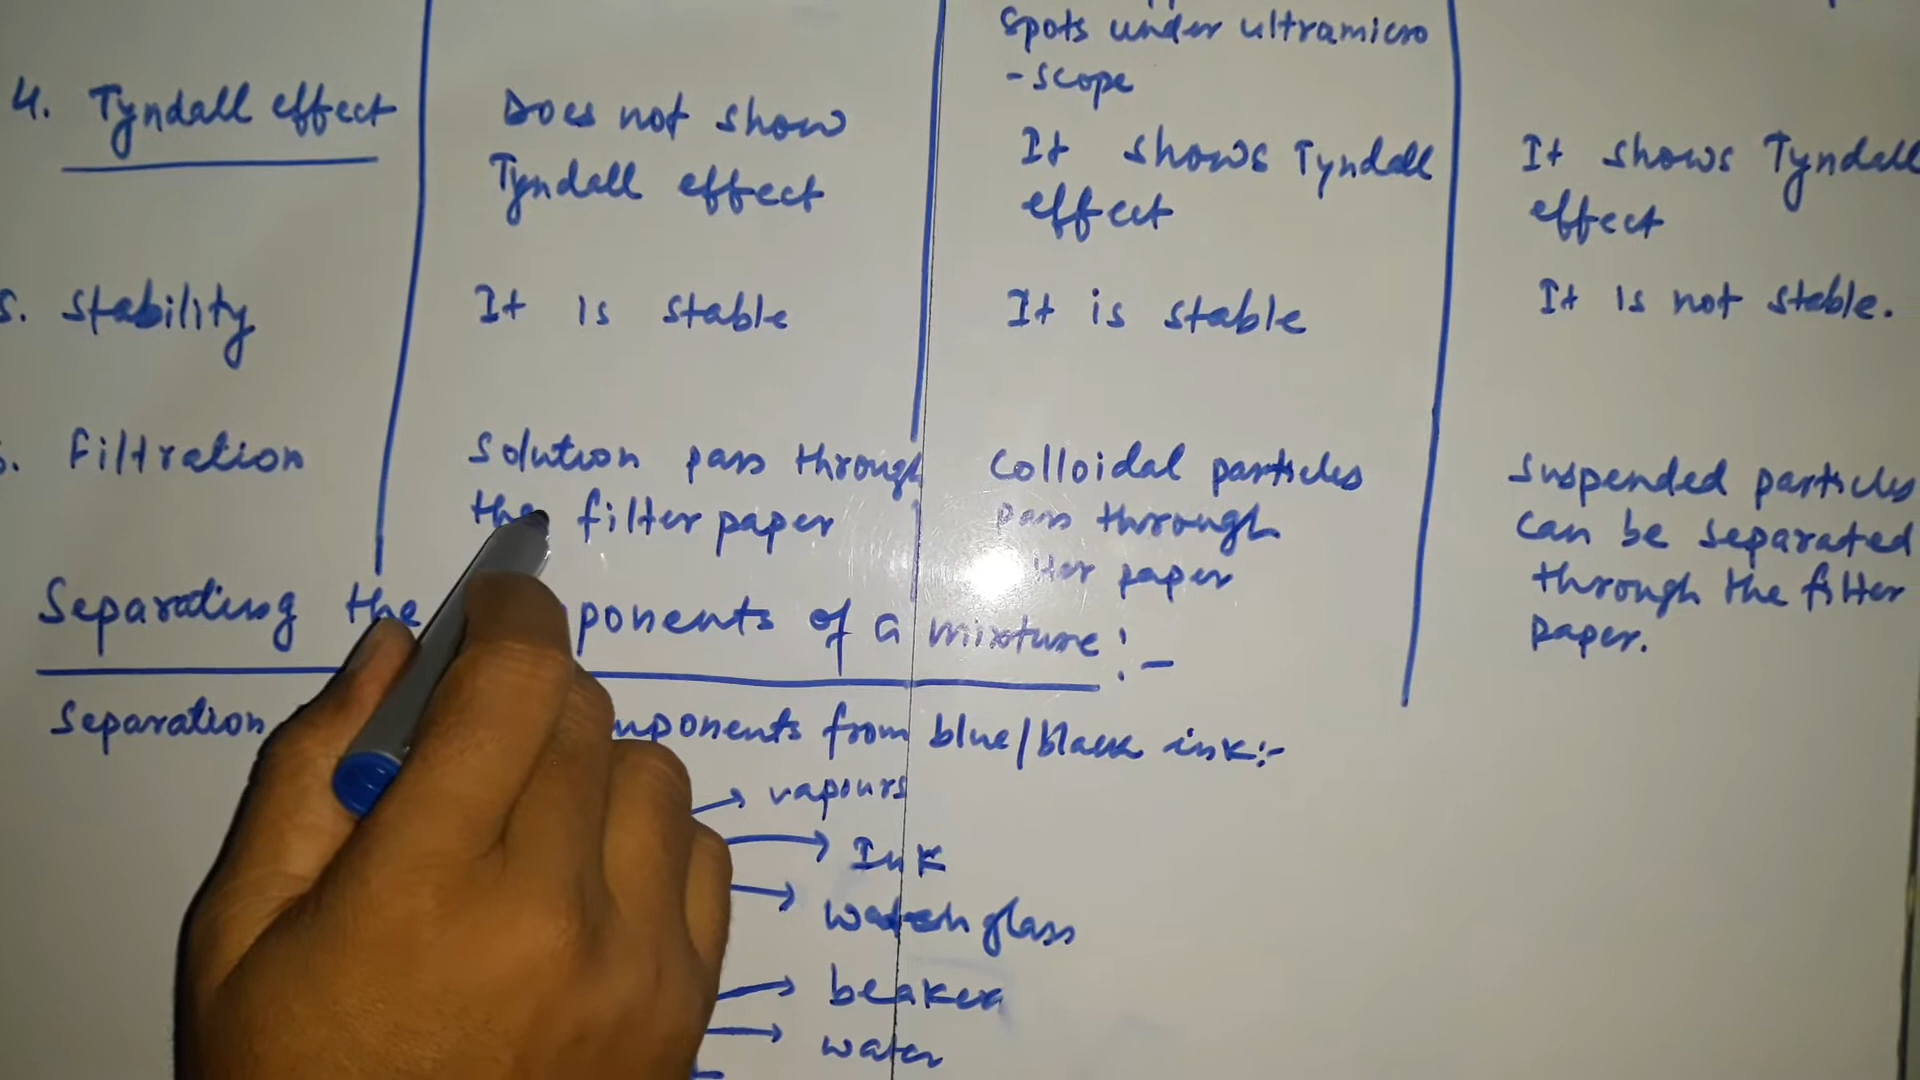 spots under ultramicro
-scope
4. Tyndall effect
Does not show
Tyndall effect
It shows Tyndall
effect
It shows Tyndall
effect
5. Stability
It is stable
It is stable
It is not stable.
Filtration
Solution pass through
the filter paper
Colloidal particles
pass through
paper
Suspended particles
can be separated
through the filter
paper.
Separating the ponents of a mixture:-
Separation mponents from blue/black ink:-
vapours
Ink
watch glass
beaker
water